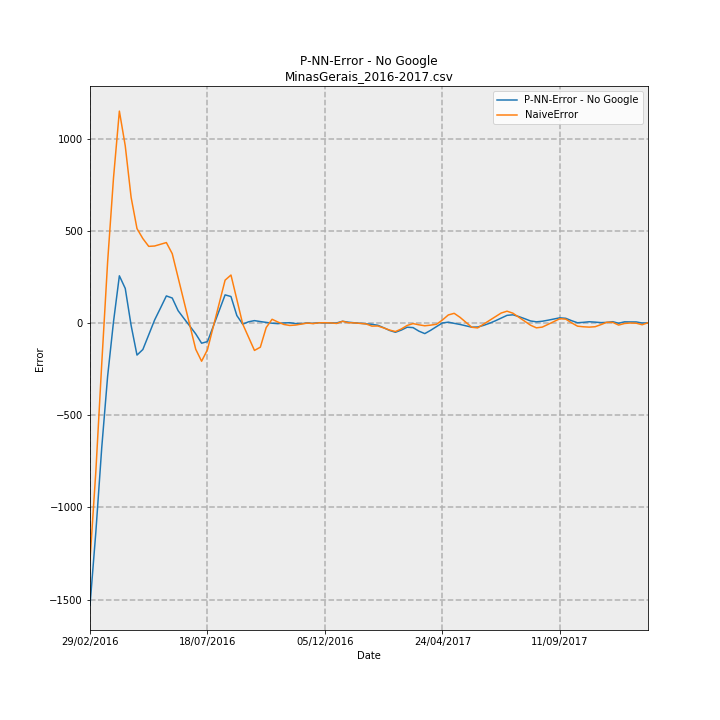 P-NN-Error - No Google
MinasGerais_2016-2017.csv
P-NN-Error - No Google
NaiveError
1000
500
0
−500
−1000
−1500
Error
29/02/2016
18/07/2016
05/12/2016
24/04/2017
11/09/2017
Date